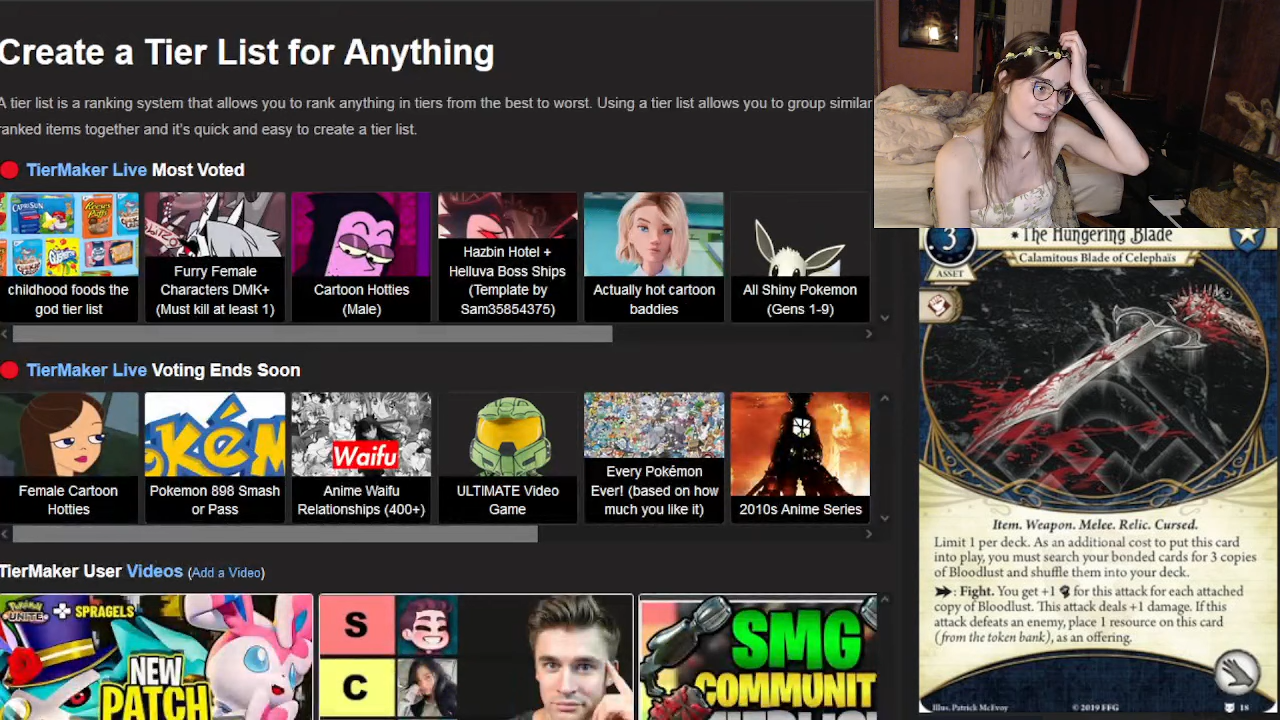 Create a Tier List for Anything
A tier list is a ranking system that allows you to rank anything in tiers from the best to worst. Using a tier list allows you to group similar
ranked items together and it's quick and easy to create a tier list.
TierMaker Live Most Voted
childhood foods the
god tier list
Furry Female
Characters DMK+
(Must kill at least 1)
Cartoon Hotties
(Male)
Hazbin Hotel +
Helluva Boss Ships
(Template by
Sam35854375)
Actually hot cartoon
baddies
All Shiny Pokemon
(Gens 1-9)
TierMaker Live Voting Ends Soon
Waifu
Female Cartoon
Hotties
Pokemon 898 Smash
or Pass
Anime Waifu
Relationships (400+)
ULTIMATE Video
Game
Every Pokémon
Ever! (based on how
much you like it)
2010s Anime Series
TierMaker User Videos (Add a Video)
UNITE + SPRAGELS
NEW
PATCH
S
C
SMG
COMMUNIT
3
ASSET
The Hungering Blade
Calamitous Blade of Celephaïs
Item. Weapon. Melee. Relic. Cursed.
Limit 1 per deck. As an additional cost to put this card
into play, you must search your bonded cards for 3 copies
of Bloodlust and shuffle them into your deck.
: Fight. You get +1 for this attack for each attached
copy of Bloodlust. This attack deals +1 damage. If this
attack defeats an enemy, place 1 resource on this card
(from the token bank), as an offering.
Illus. Patrick McEvoy
© 2019 FFG
18